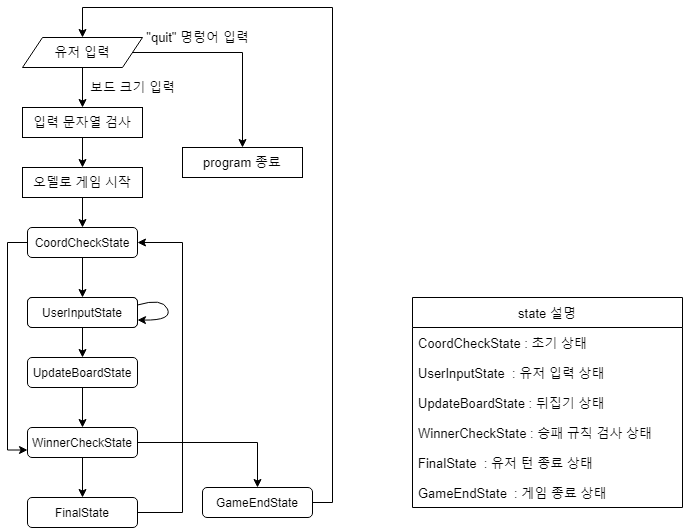 "quit" 명렁어 입력
유저 입력
보드 크기 입력
입력 문자열 검사
program 종료
오델로 게임 시작
CoordCheckState
UserInputState
UpdateBoardState
WinnerCheckState
FinalState
GameEndState
state 설명
CoordCheckState : 초기 상태
UserInputState : 유저 입력 상태
UpdateBoardState : 뒤집기 상태
WinnerCheckState : 승패 규칙 검사 상태
FinalState : 유저 턴 종료 상태
GameEndState : 게임 종료 상태